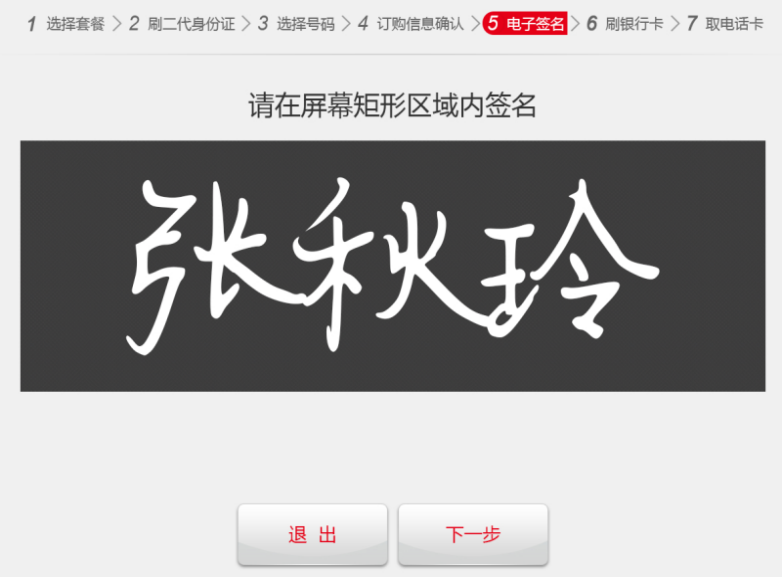 1 选择套餐 > 2 刷二代身份证 > 3 选择号码 > 4 订购信息确认 > 5 电子签名 > 6 刷银行卡 > 7 取电话卡
请在屏幕矩形区域内签名
张秋玲
退出 下一步